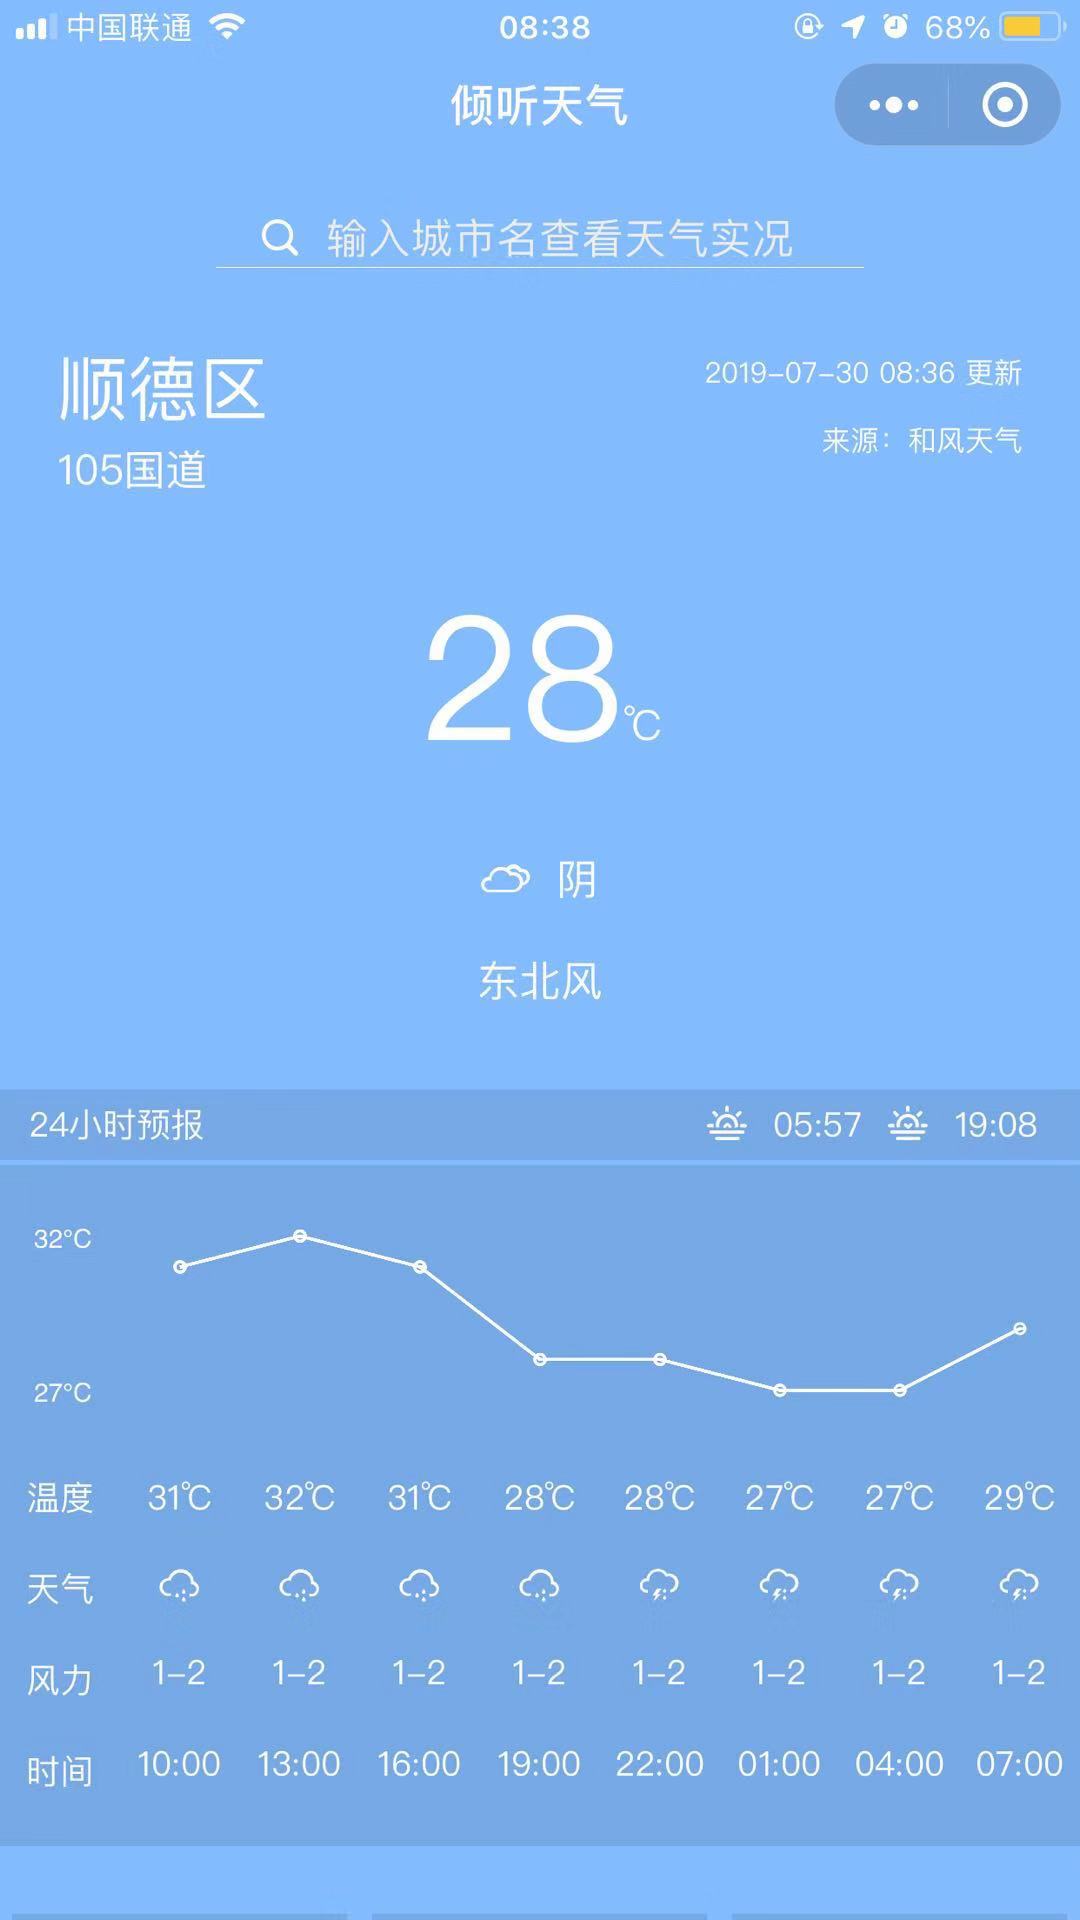 中国联通 08:38 68%
倾听天气
输入城市名查看天气实况
顺德区
2019-07-30 08:36 更新
105国道
来源：和风天气
28℃
阴
东北风
24小时预报 05:57 19:08
32°C
27°C
温度 31℃ 32℃ 31℃ 28℃ 28℃ 27℃ 27℃ 29℃
天气
风力 1-2 1-2 1-2 1-2 1-2 1-2 1-2 1-2
时间 10:00 13:00 16:00 19:00 22:00 01:00 04:00 07:00